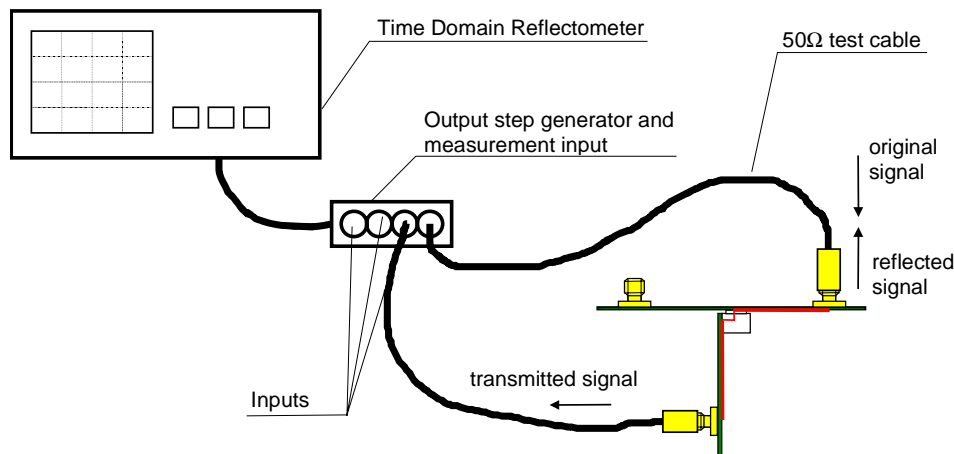 Time Domain Reflectometer
50Ω test cable
Output step generator and
measurement input
original
signal
reflected
signal
transmitted signal
Inputs